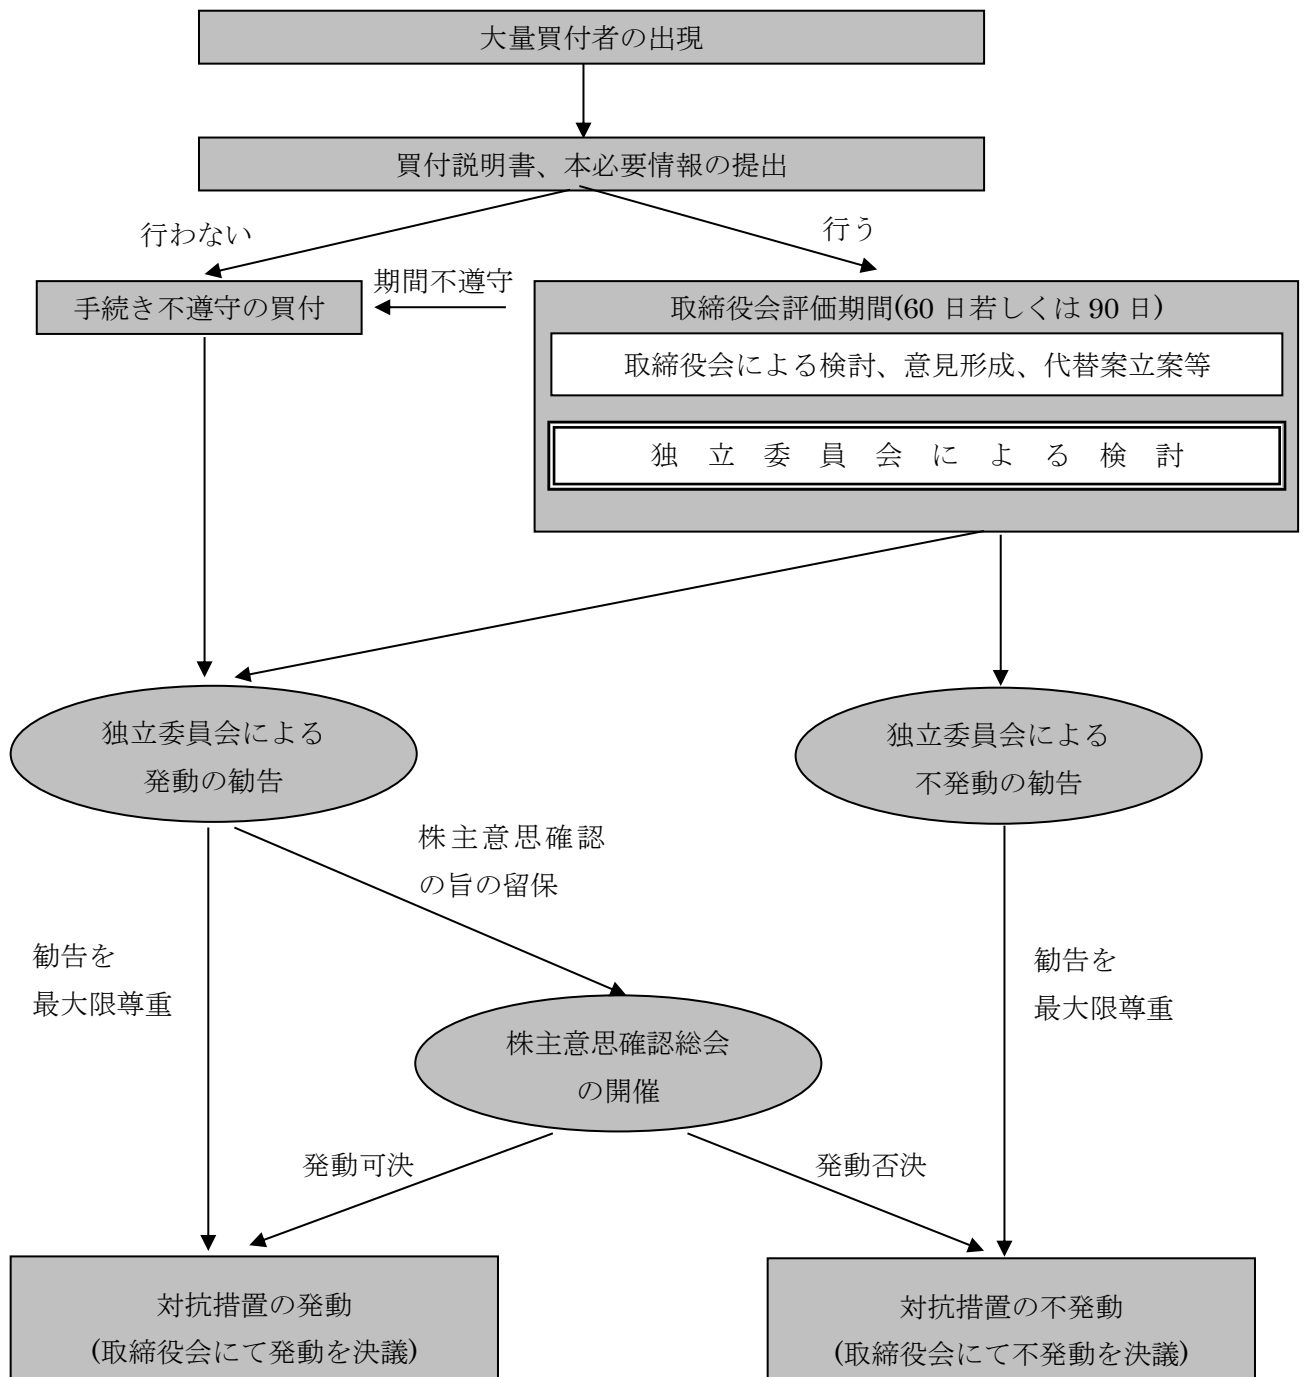 大量買付者の出現
買付説明書、本必要情報の提出
行わない
行う
期間不遵守
手続き不遵守の買付
取締役会評価期間(60 日若しくは 90 日)
取締役会による検討、意見形成、代替案立案等
独立委員会による検討
独立委員会による
発動の勧告
独立委員会による
不発動の勧告
株主意思確認
の旨の留保
勧告を
最大限尊重
勧告を
最大限尊重
株主意思確認総会
の開催
発動可決
発動否決
対抗措置の発動
(取締役会にて発動を決議)
対抗措置の不発動
(取締役会にて不発動を決議)